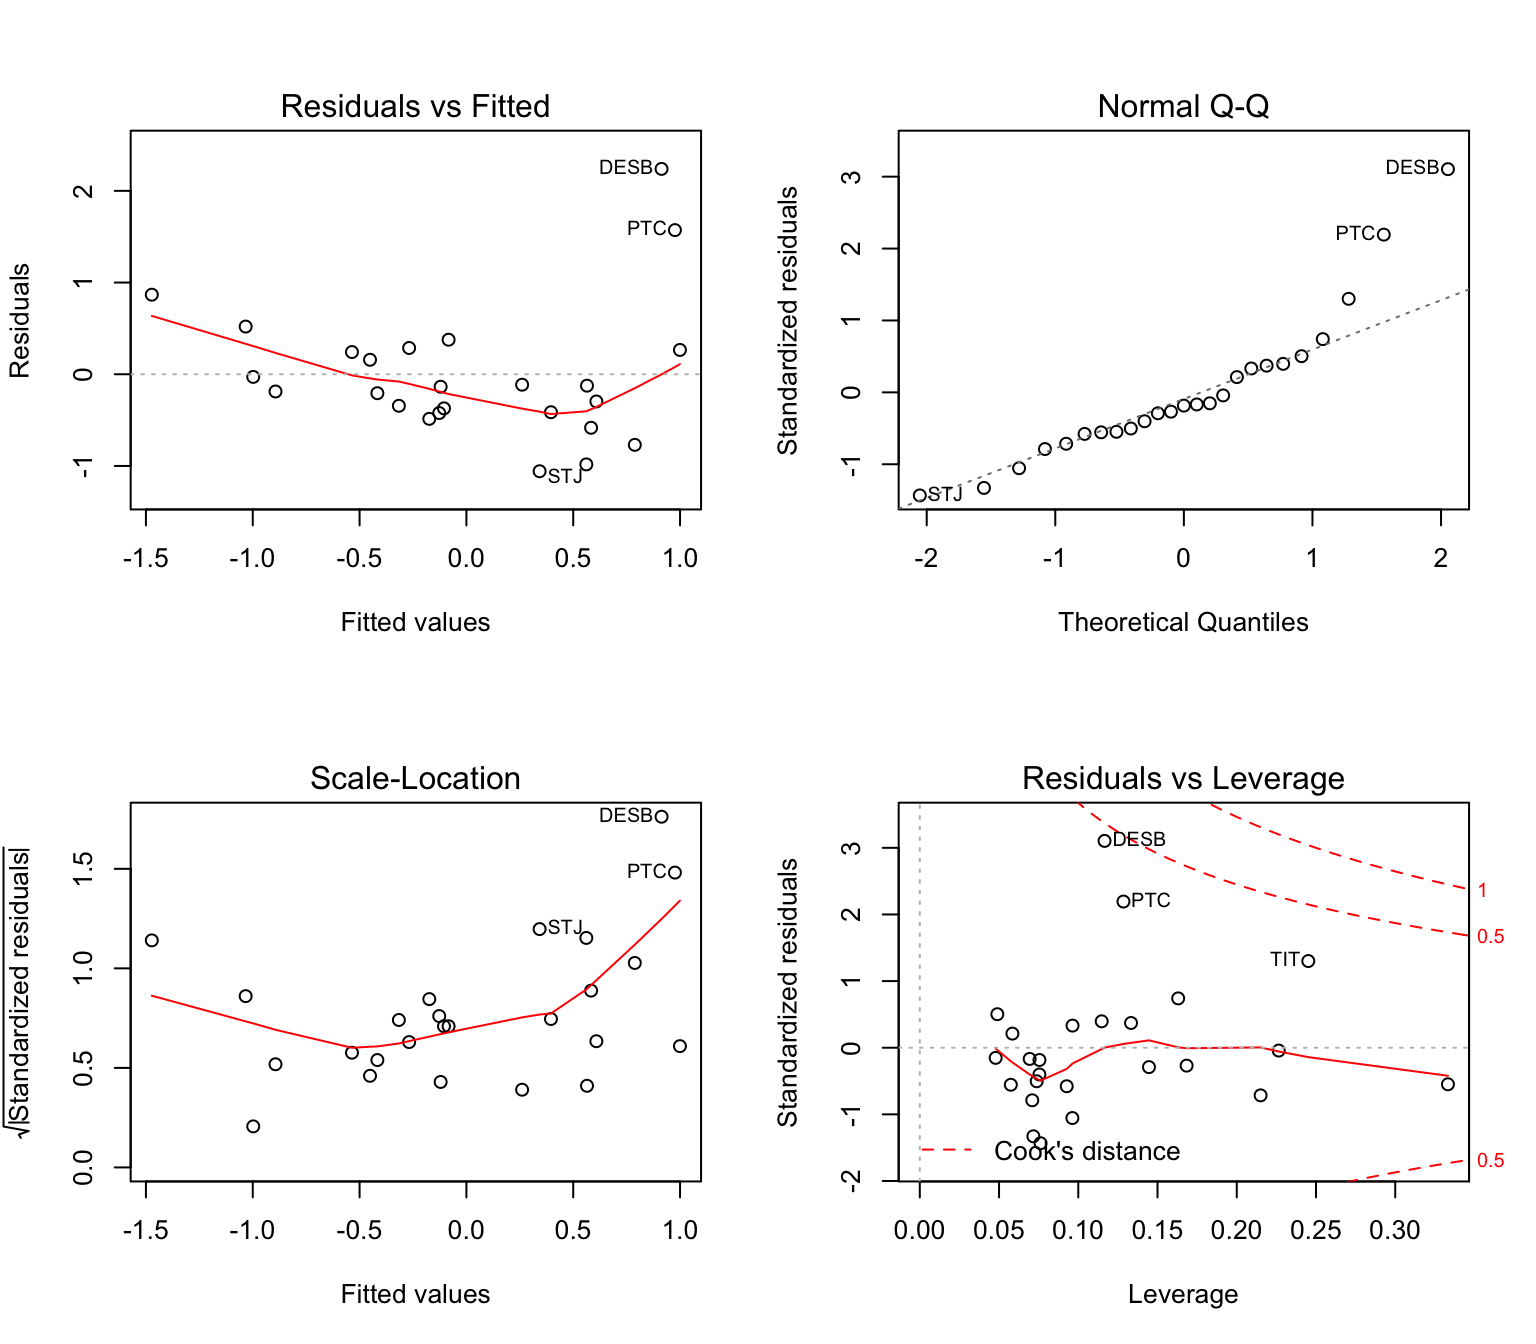 Residuals vs Fitted
Residuals
2
1
0
-1
DESB
PTC
STJ
-1.5 -1.0 -0.5 0.0 0.5 1.0
Fitted values
Normal Q-Q
Standardized residuals
3
2
1
0
-1
DESB
PTC
STJ
-2 -1 0 1 2
Theoretical Quantiles
Scale-Location
√|Standardized residuals|
1.5
1.0
0.5
0.0
DESB
PTC
STJ
-1.5 -1.0 -0.5 0.0 0.5 1.0
Fitted values
Residuals vs Leverage
Standardized residuals
3
2
1
0
-1
-2
DESB
PTC
TIT
1
0.5
0.5
Cook's distance
0.00 0.05 0.10 0.15 0.20 0.25 0.30
Leverage